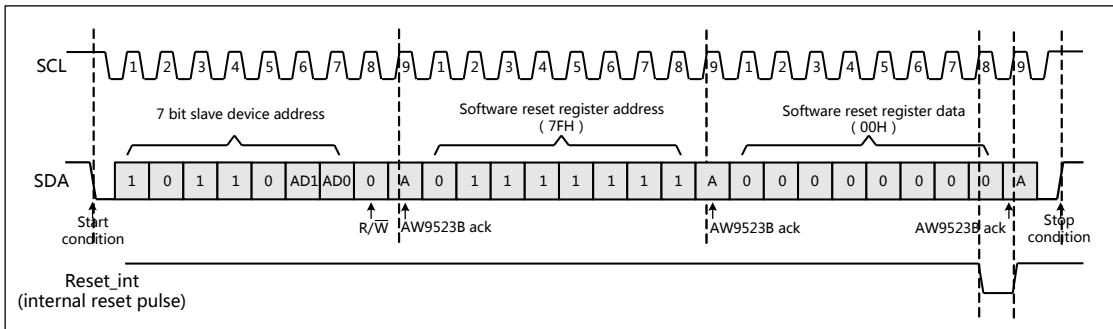 SCL 1 2 3 4 5 6 7 8 9 1 2 3 4 5 6 7 8 9 1 2 3 4 5 6 7 8 9
7 bit slave device address
Software reset register address
( 7FH )
Software reset register data
( 00H )
SDA 1 0 1 1 0 AD1 AD0 0 A 0 1 1 1 1 1 1 1 A 0 0 0 0 0 0 0 0 A
Start
condition
R/W̅
AW9523B ack
AW9523B ack
AW9523B ack
Stop
condition
Reset_int
(internal reset pulse)